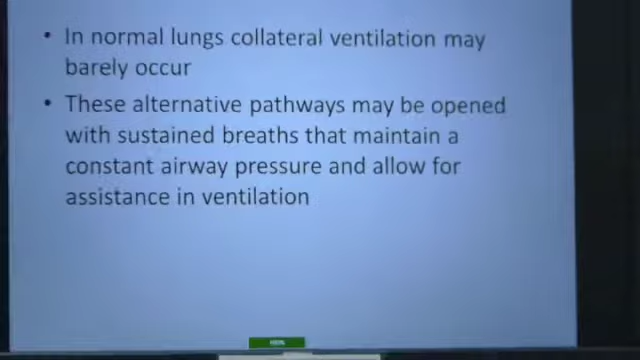 • In normal lungs collateral ventilation may
barely occur
• These alternative pathways may be opened
with sustained breaths that maintain a
constant airway pressure and allow for
assistance in ventilation